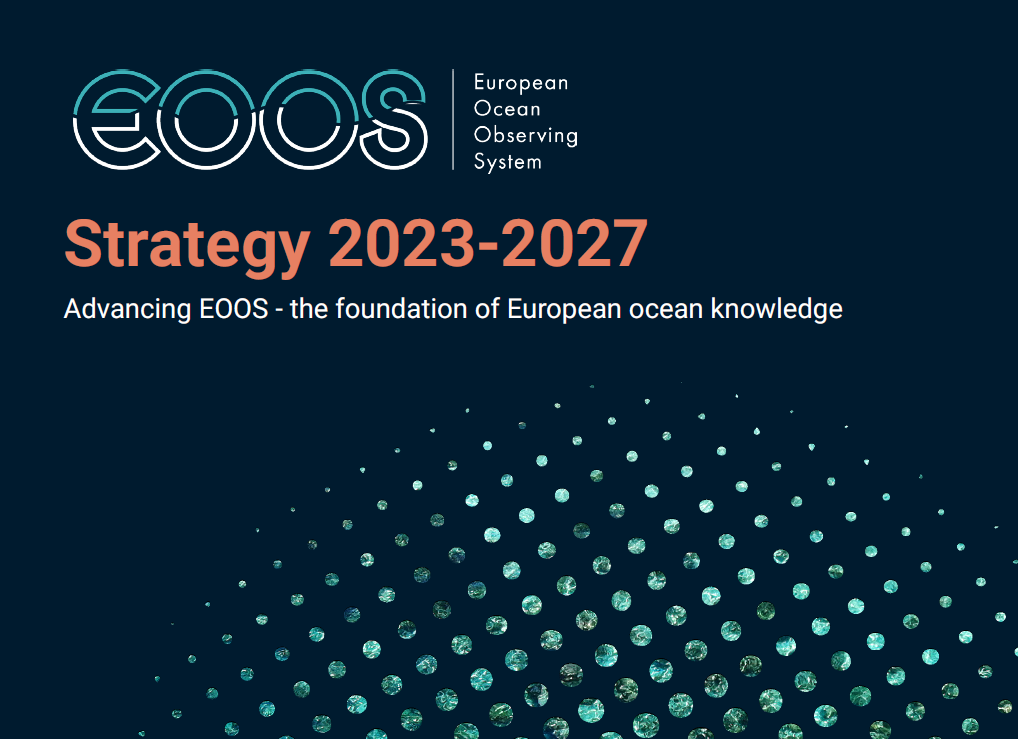 EOOS
European
Ocean
Observing
System
Strategy 2023-2027
Advancing EOOS - the foundation of European ocean knowledge